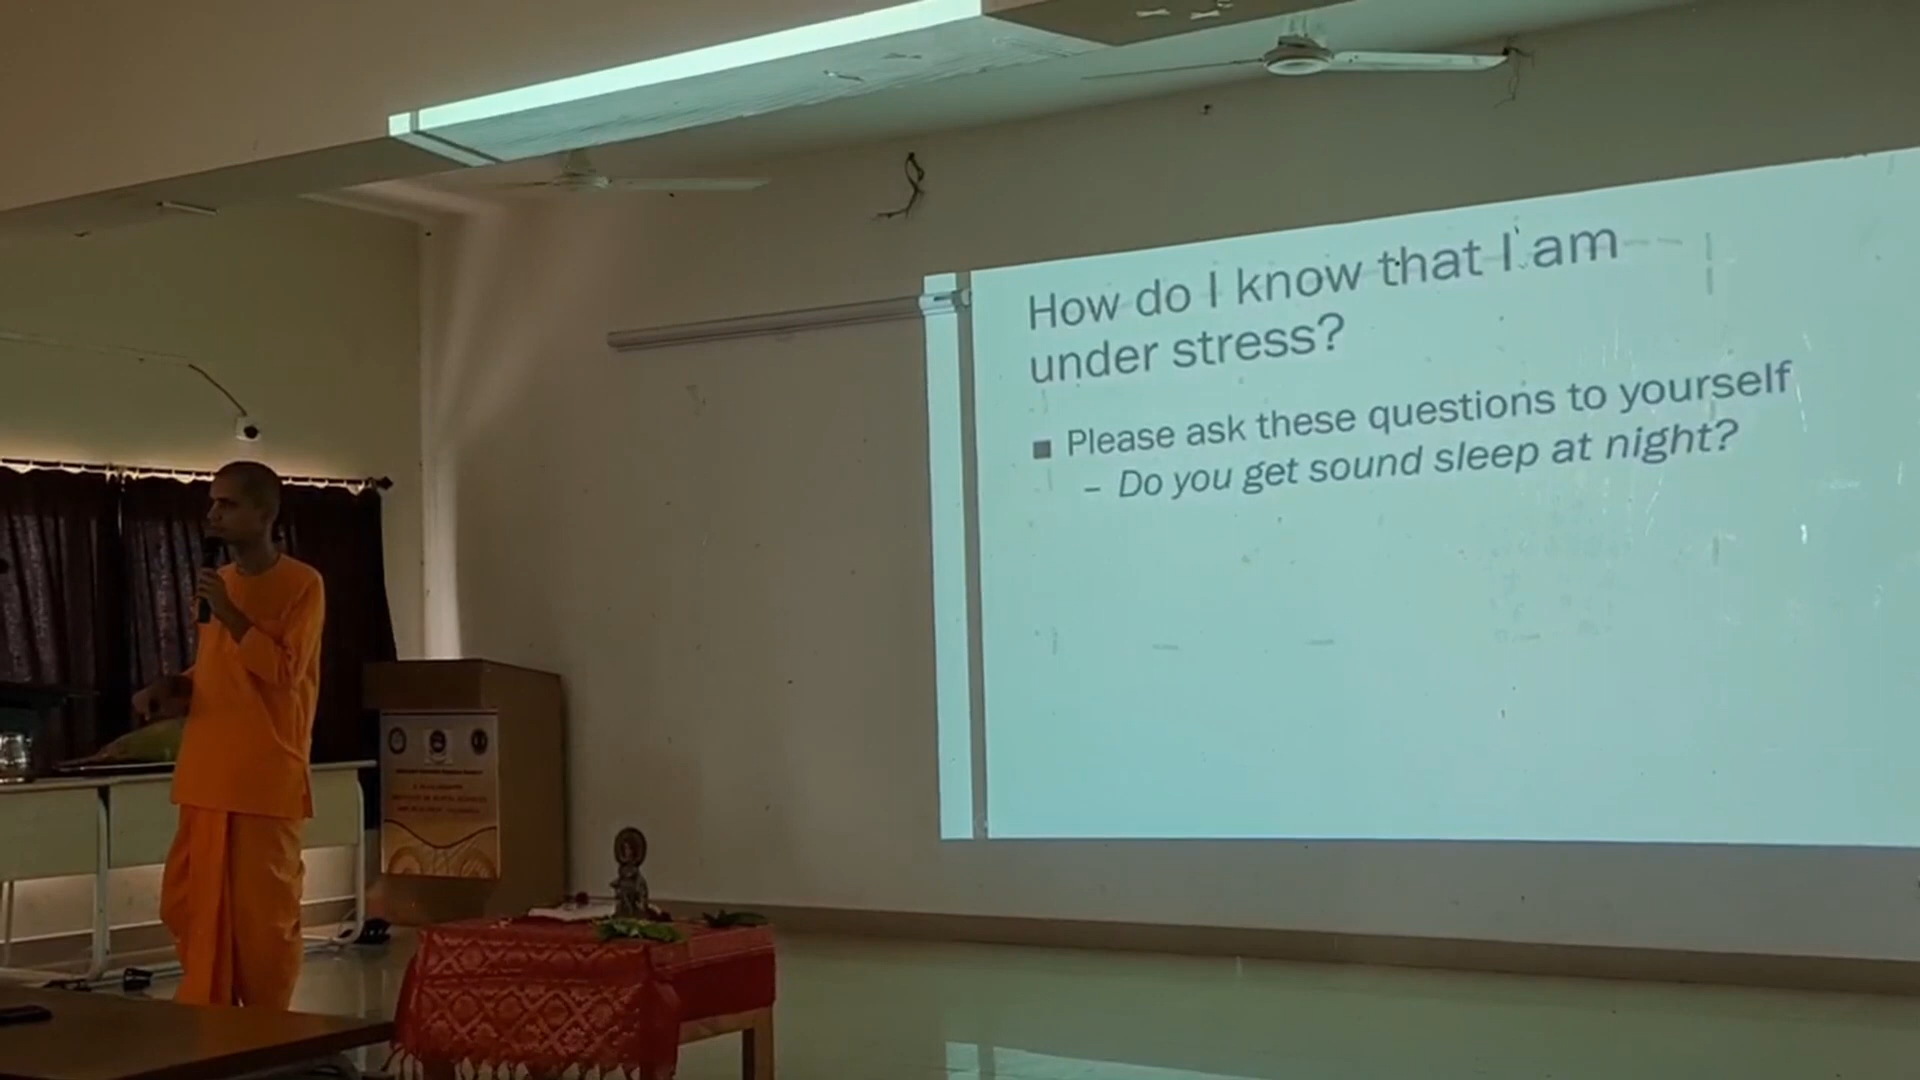 How do I know that I am
under stress?
■ Please ask these questions to yourself
– Do you get sound sleep at night?